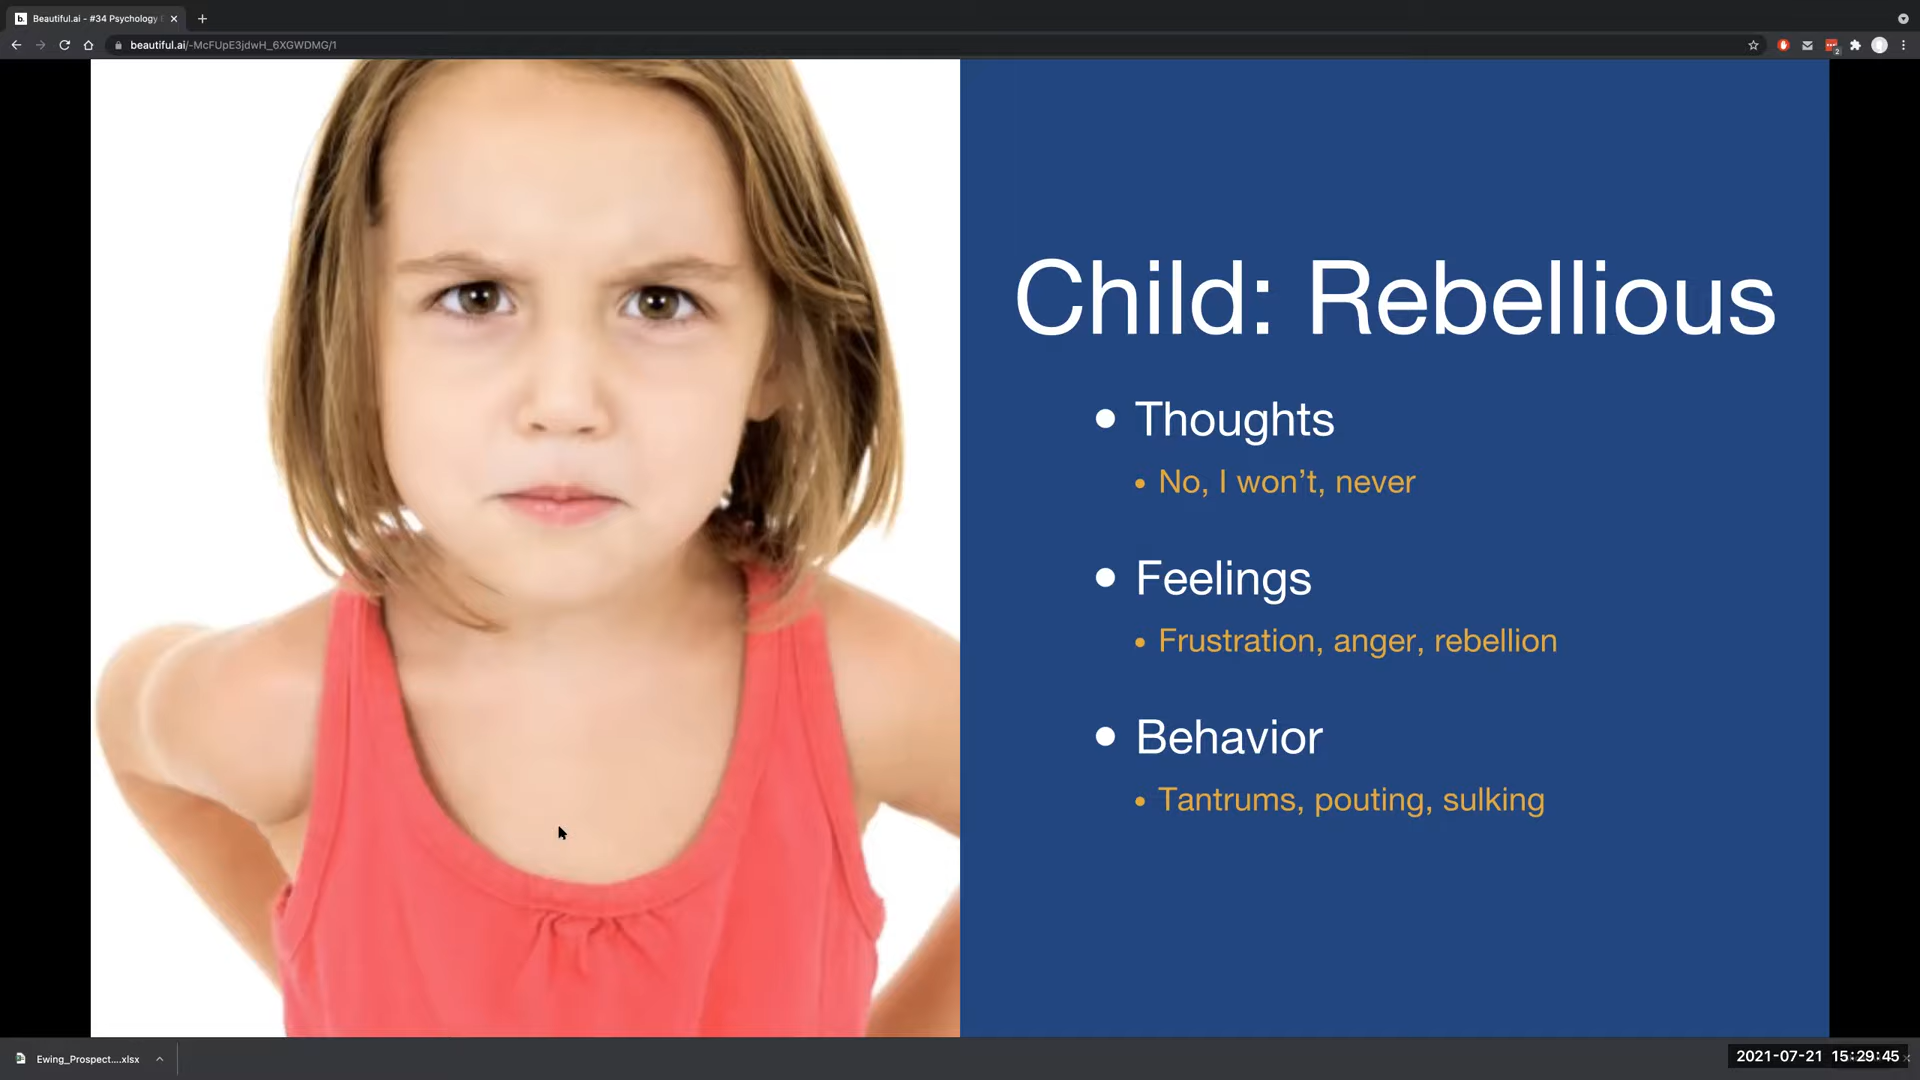 Beautiful.ai - #34 Psychology
beautiful.ai/-McFUpE3jdwH_6XGWDMG/1
2
Child: Rebellious
• Thoughts
• No, I won’t, never
• Feelings
• Frustration, anger, rebellion
• Behavior
• Tantrums, pouting, sulking
Ewing_Prospect....xlsx
2021-07-21 15:29:45